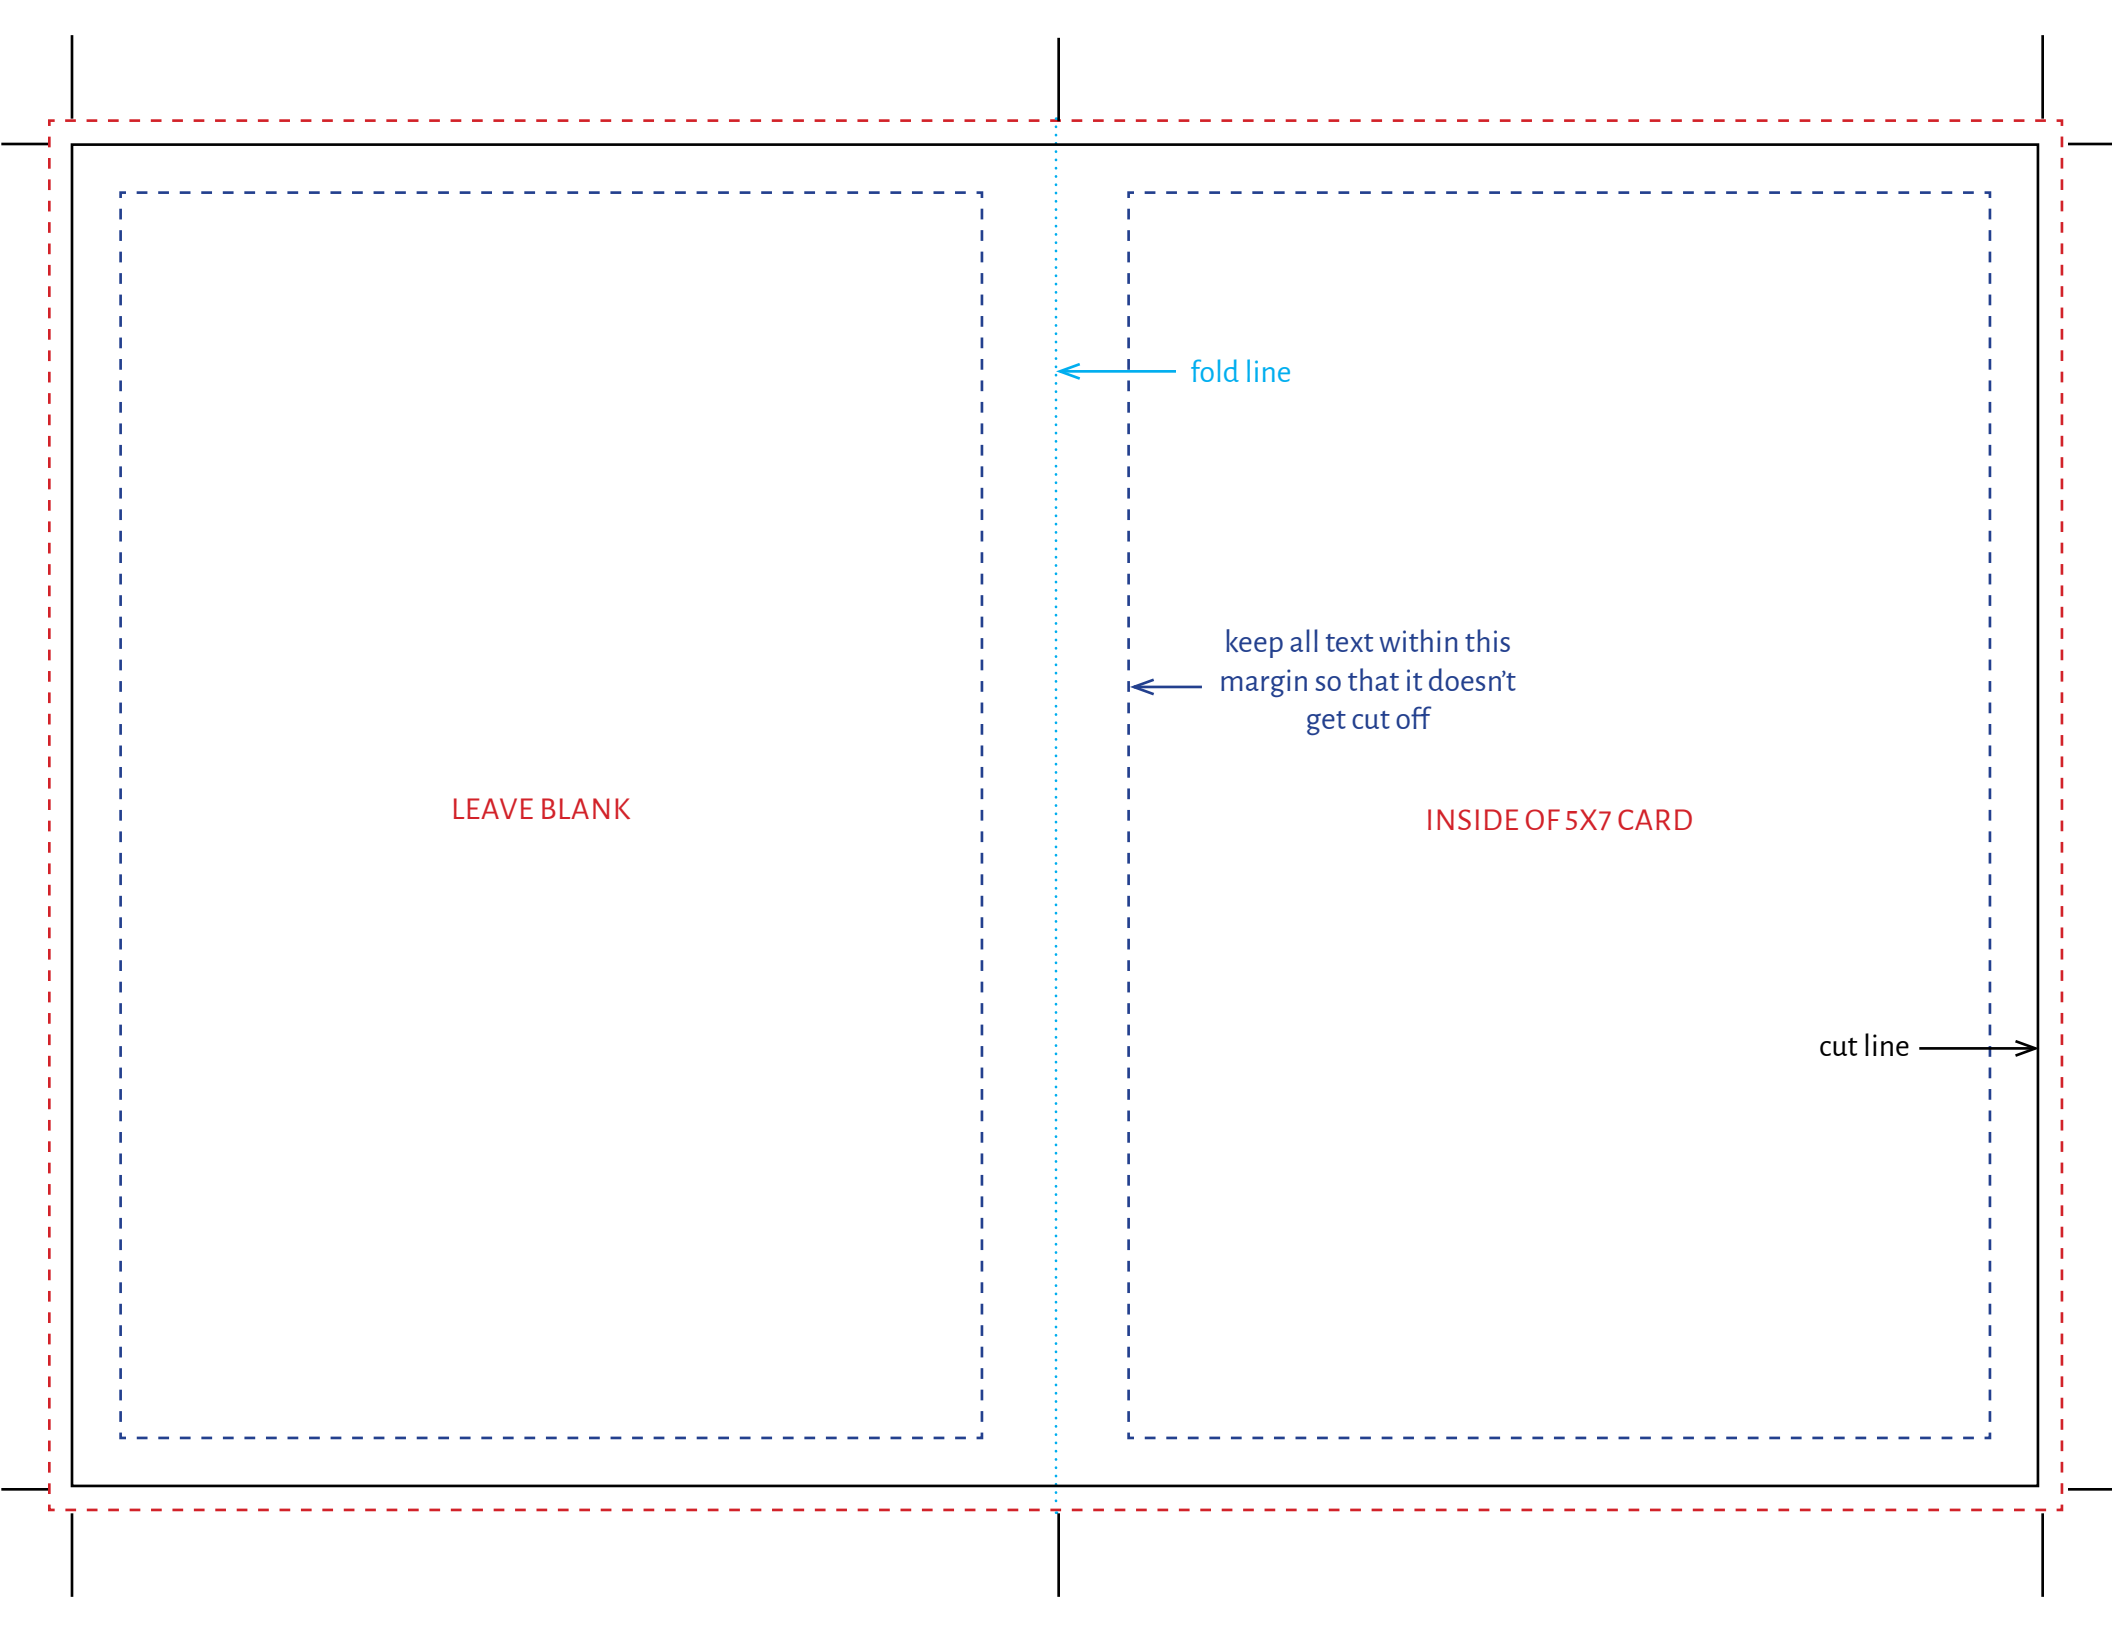 fold line
keep all text within this
margin so that it doesn't
get cut off
LEAVE BLANK
INSIDE OF 5X7 CARD
cut line